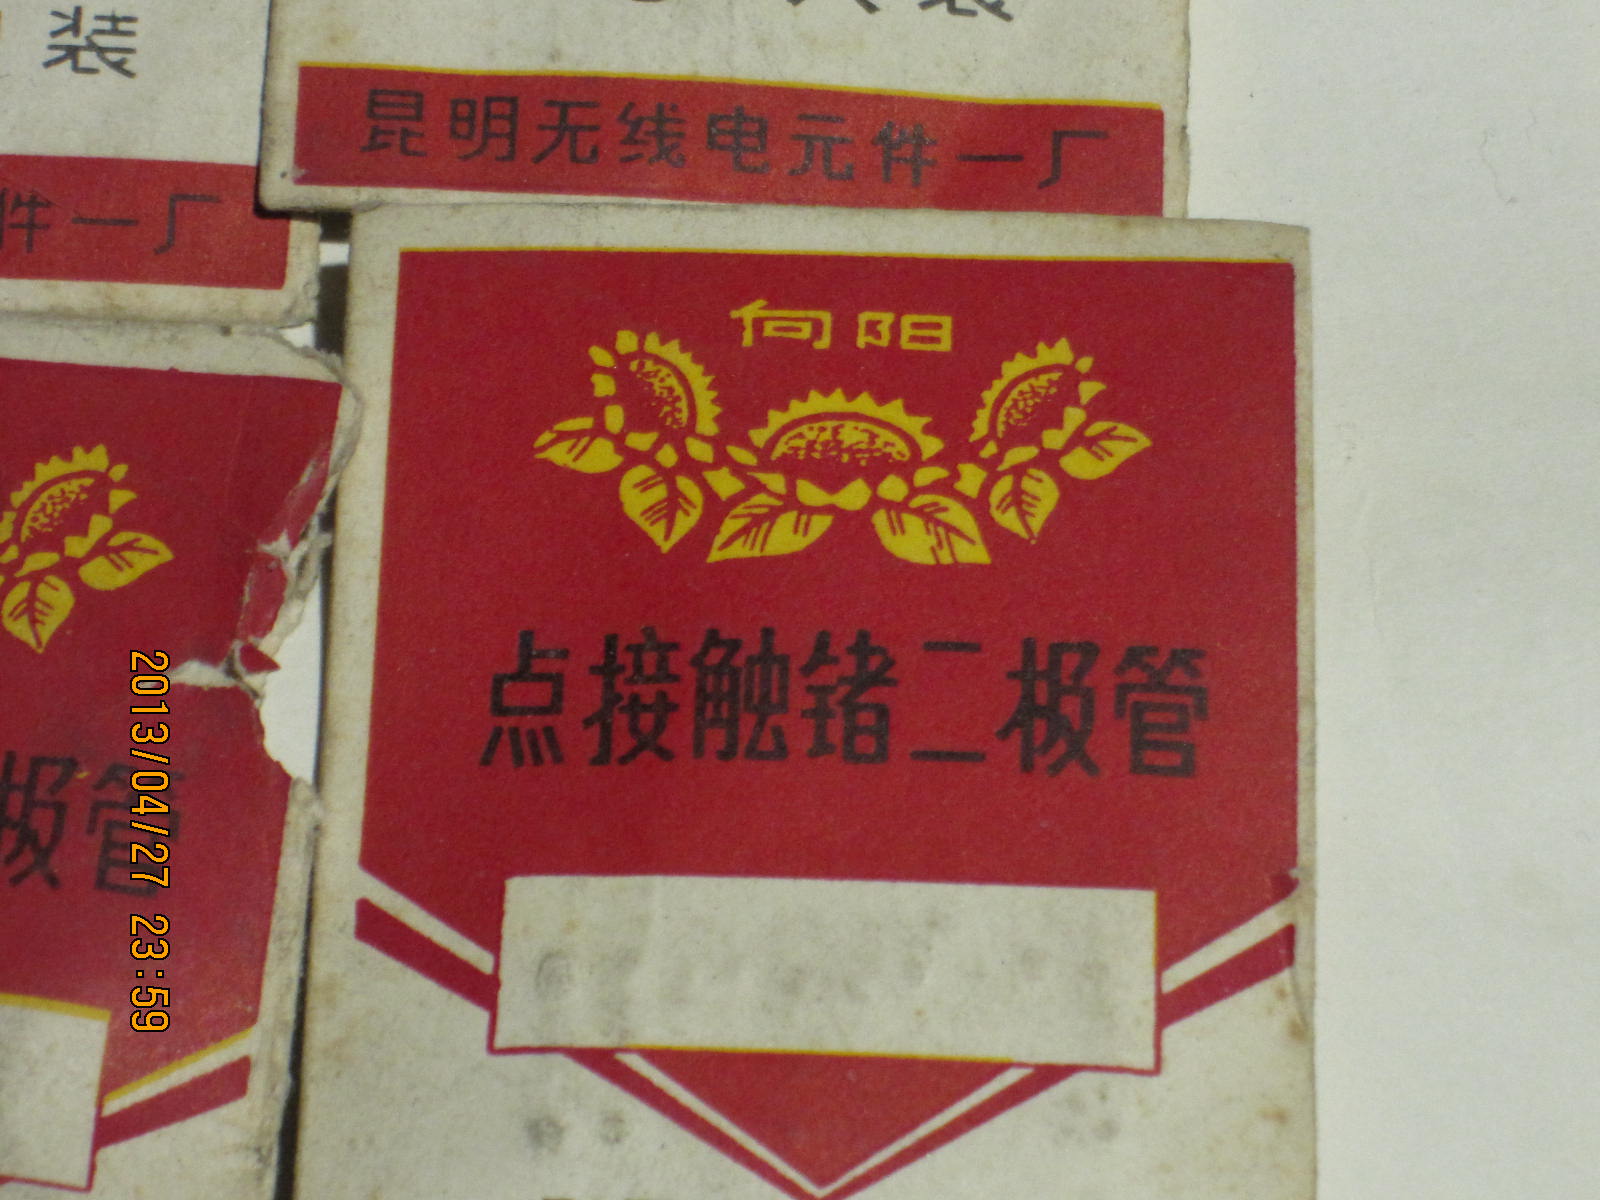 装
装
昆明无线电元件一厂
件一厂
向阳
点接触锗二极管
极管
2013/04/27 23:59